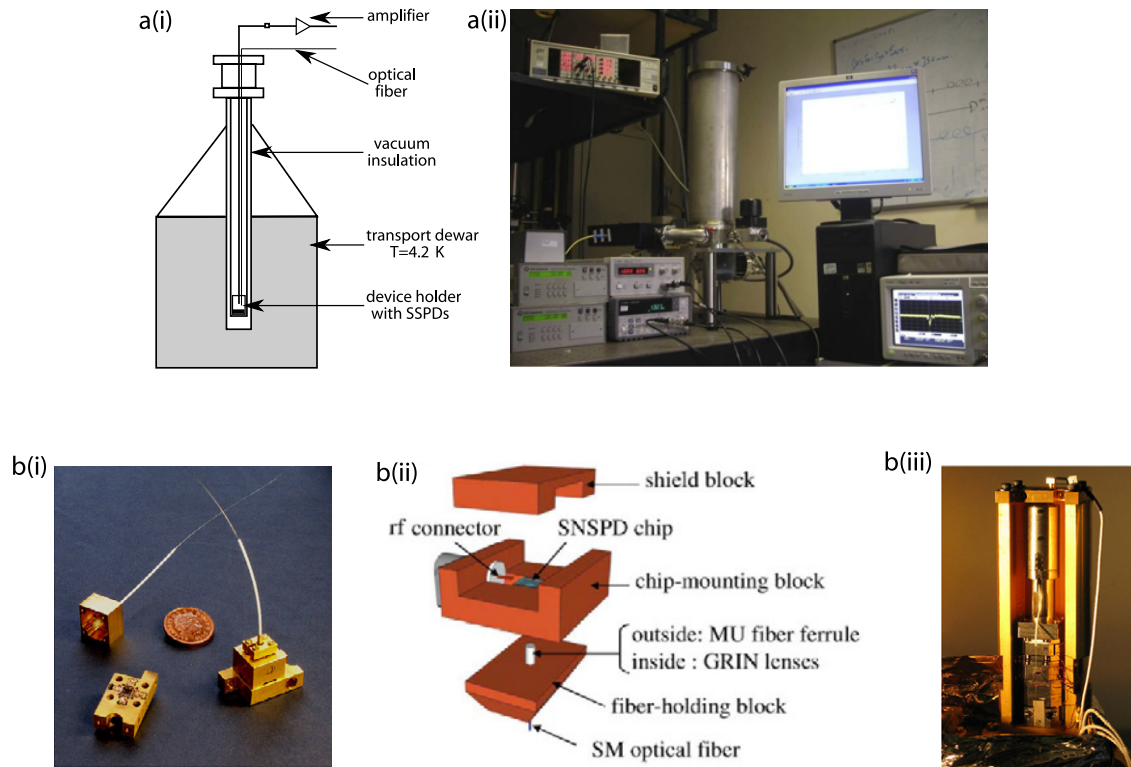 a(i)
amplifier
optical
fiber
vacuum
insulation
transport dewar
T=4.2 K
device holder
with SSPDs
a(ii)
b(i)
b(ii)
shield block
rf connector
SNSPD chip
chip-mounting block
outside: MU fiber ferrule
inside : GRIN lenses
fiber-holding block
SM optical fiber
b(iii)